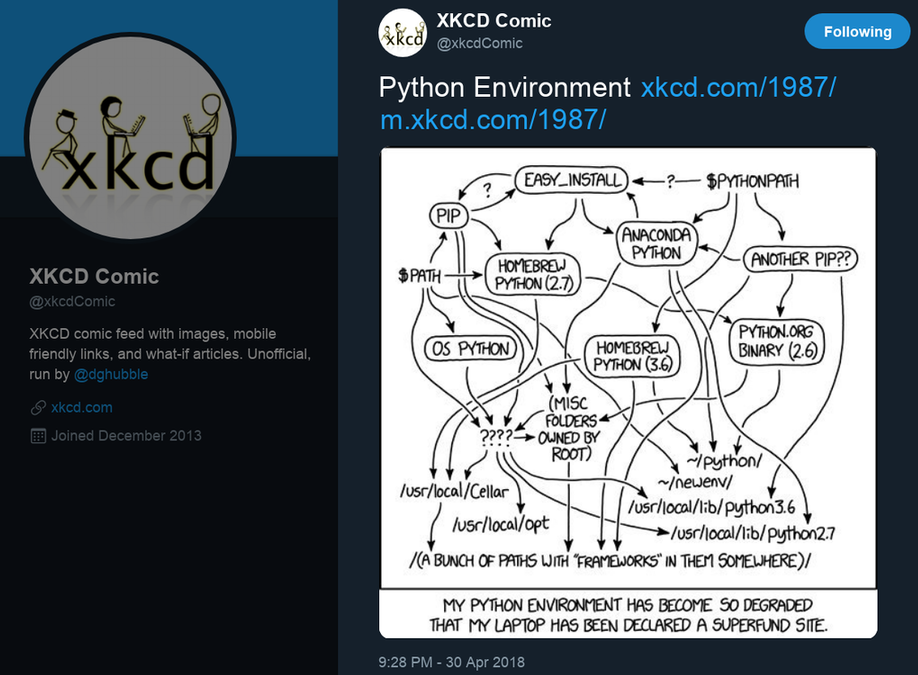 xkcd
XKCD Comic
@xkcdComic
XKCD comic feed with images, mobile
friendly links, and what-if articles. Unofficial,
run by @dghubble
xkcd.com
Joined December 2013
xkcd
XKCD Comic
@xkcdComic
Following
Python Environment xkcd.com/1987/
m.xkcd.com/1987/
EASY_INSTALL
?
$PYTHONPATH
?
PIP
ANACONDA
PYTHON
ANOTHER PIP??
HOMEBREW
PYTHON (2.7)
$PATH
OS PYTHON
HOMEBREW
PYTHON (3.6)
PYTHON.ORG
BINARY (2.6)
(MISC
FOLDERS
OWNED BY
ROOT)
????
~/python/
~/newenv/
/usr/local/Cellar
/usr/local/lib/python3.6
/usr/local/opt
/usr/local/lib/python2.7
/(A BUNCH OF PATHS WITH "FRAMEWORKS" IN THEM SOMEWHERE)/
MY PYTHON ENVIRONMENT HAS BECOME SO DEGRADED
THAT MY LAPTOP HAS BEEN DECLARED A SUPERFUND SITE.
9:28 PM - 30 Apr 2018